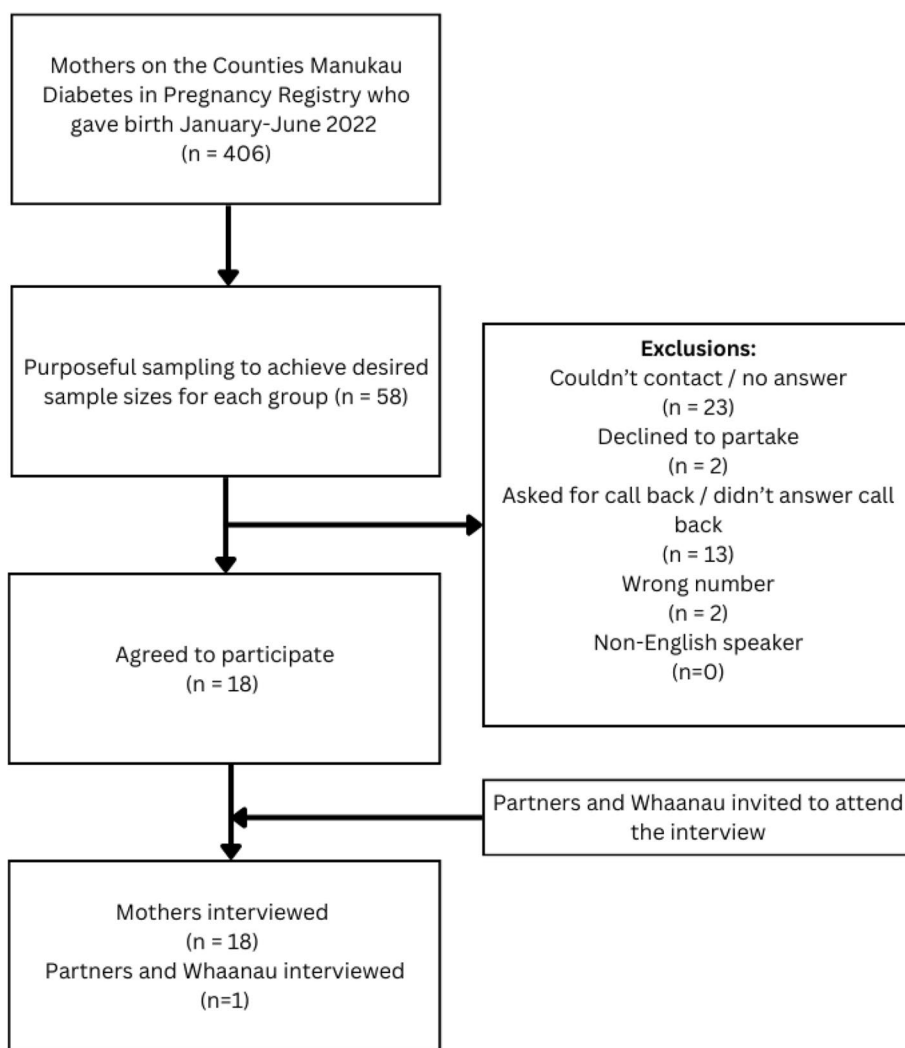 Mothers on the Counties Manukau
Diabetes in Pregnancy Registry who
gave birth January-June 2022
(n = 406)
Purposeful sampling to achieve desired
sample sizes for each group (n = 58)
Exclusions:
Couldn't contact / no answer
(n = 23)
Declined to partake
(n = 2)
Asked for call back / didn't answer call
back
(n = 13)
Wrong number
(n = 2)
Non-English speaker
(n=0)
Agreed to participate
(n = 18)
Partners and Whaanau invited to attend
the interview
Mothers interviewed
(n = 18)
Partners and Whaanau interviewed
(n=1)